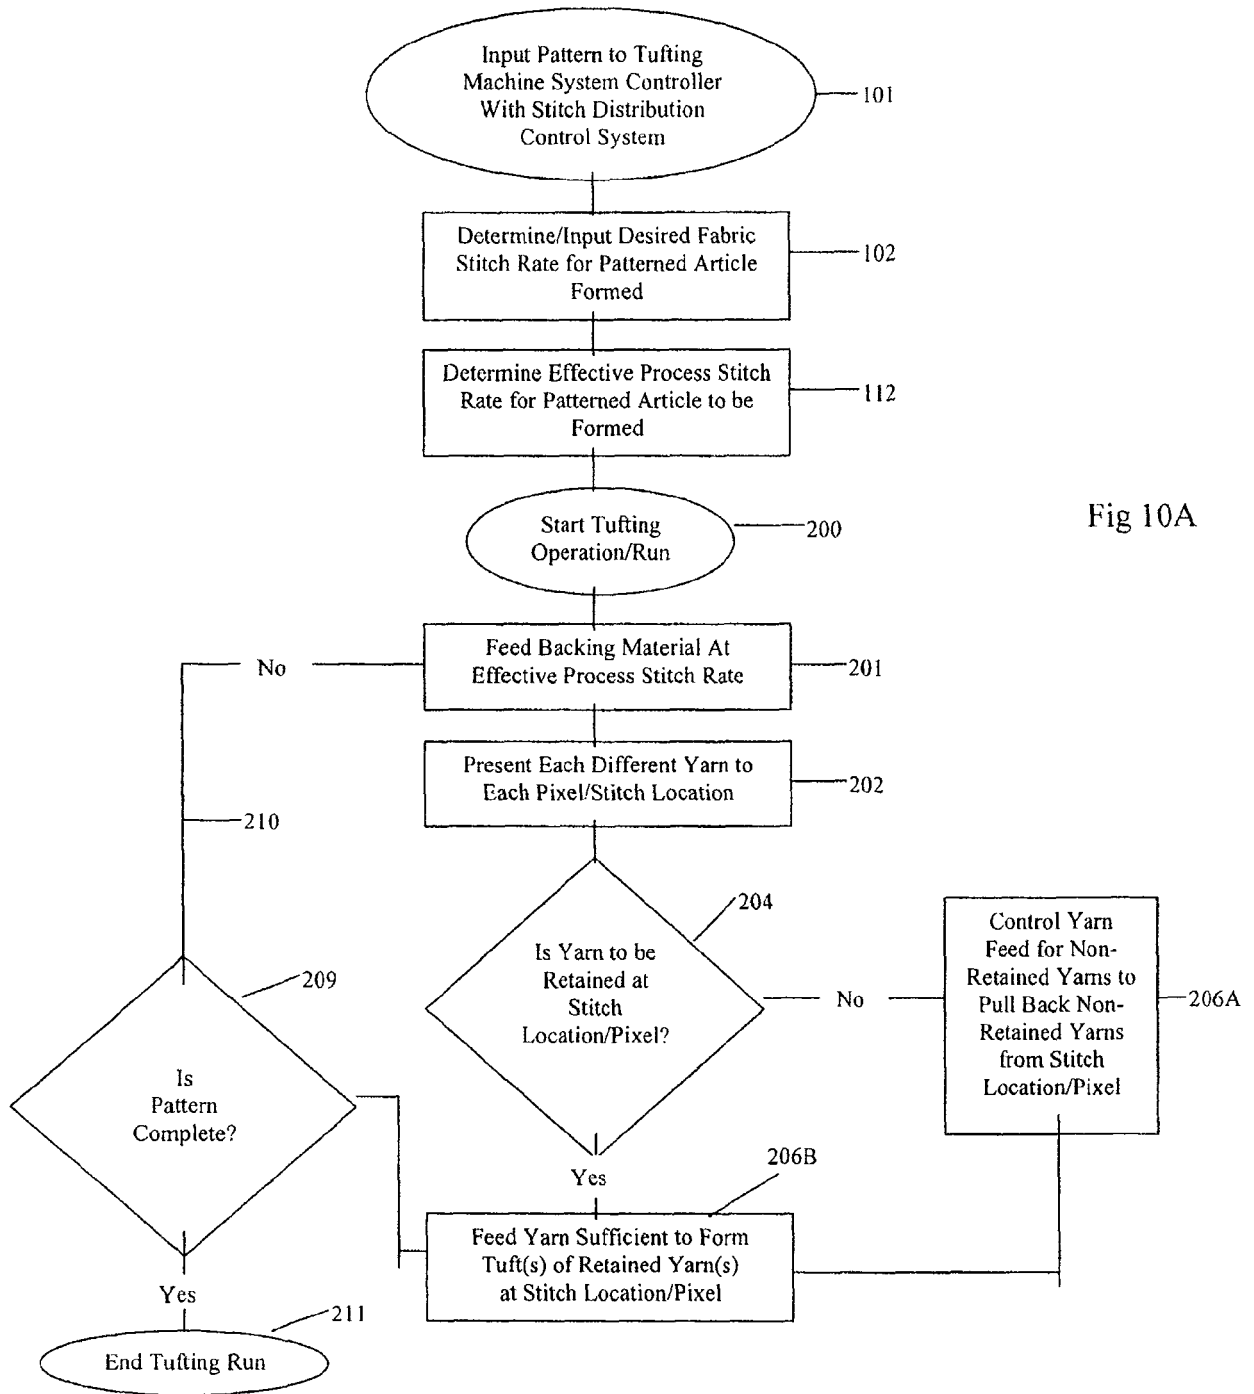 Input Pattern to Tufting
Machine System Controller
With Stitch Distribution
Control System
101
Determine/Input Desired Fabric
Stitch Rate for Patterned Article
Formed
102
Determine Effective Process Stitch
Rate for Patterned Article to be
Formed
112
Start Tufting
Operation/Run
200
Fig 10A
Feed Backing Material At
Effective Process Stitch Rate
201
No
Present Each Different Yarn to
Each Pixel/Stitch Location
202
210
Is Yarn to be
Retained at
Stitch
Location/Pixel?
204
No
Control Yarn
Feed for Non-
Retained Yarns to
Pull Back Non-
Retained Yarns
from Stitch
Location/Pixel
206A
Is
Pattern
Complete?
209
Yes
206B
Feed Yarn Sufficient to Form
Tuft(s) of Retained Yarn(s)
at Stitch Location/Pixel
Yes
211
End Tufting Run